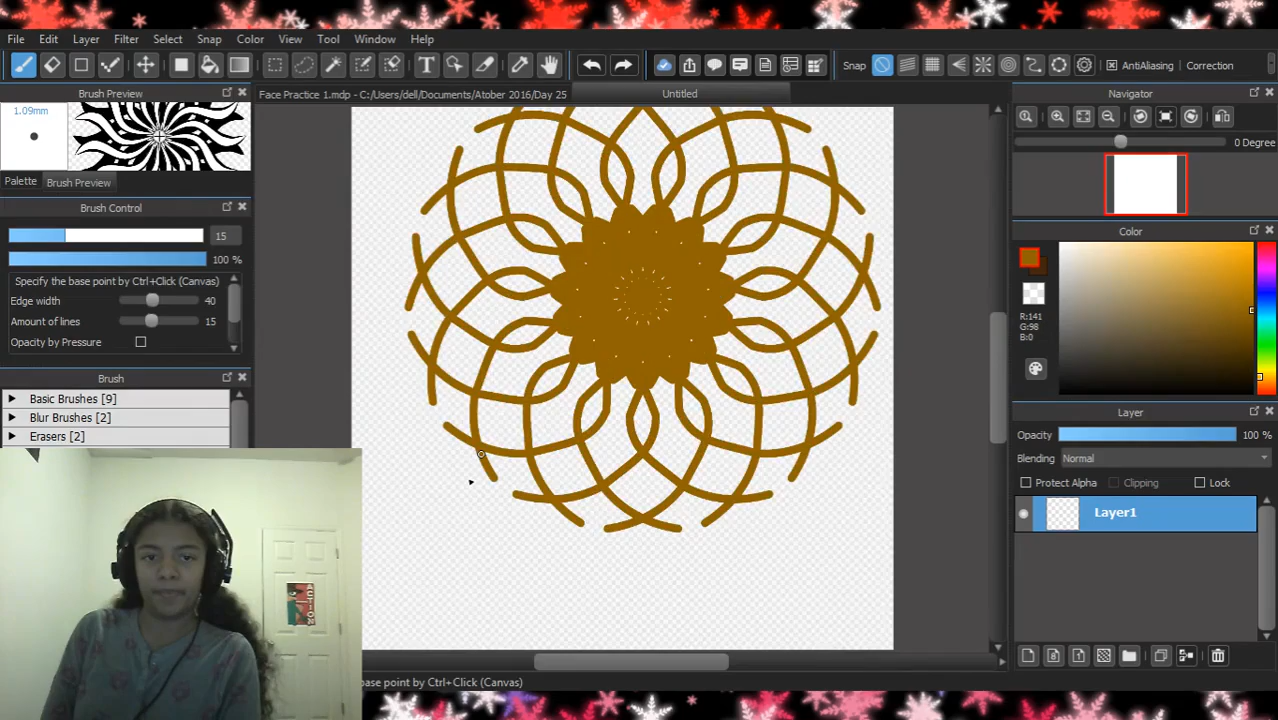 File Edit Layer Filter Select Snap Color View Tool Window Help
T Snap AntiAliasing Correction
Brush Preview
Face Practice 1.mdp - C:/Users/dell/Documents/Atober 2016/Day 25
Untitled
Navigator
1.09mm
0 Degree
Palette Brush Preview
Brush Control
15
100 %
Specify the base point by Ctrl+Click (Canvas)
Edge width 40
Amount of lines 15
Opacity by Pressure
Brush
Basic Brushes [9]
Blur Brushes [2]
Erasers [2]
Color
R:141
G:98
B:0
Layer
Opacity 100 %
Blending Normal
Protect Alpha Clipping Lock
Layer1
ACTION
base point by Ctrl+Click (Canvas)